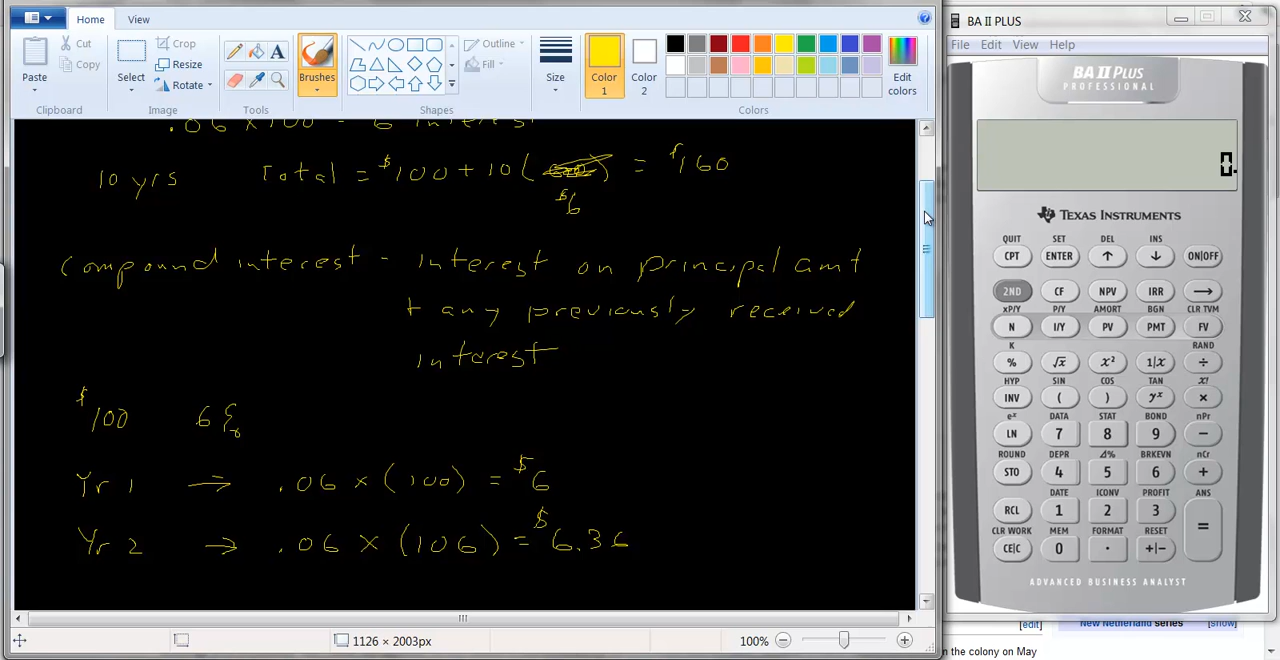 Home View
BA II PLUS
File Edit View Help
Cut
Copy
Paste
Clipboard
Select
Crop
Resize
Rotate
Image
Tools
Brushes
Outline
Fill
Shapes
Size
Color 1
Color 2
Edit colors
Colors
.06 x 100 = 6 interest
10 yrs Total = $100 + 10 ( ) = $160
$6
Compound interest - interest on principal amt
+ any previously received
interest
$100 6%
Yr 1 → .06 x (100) = $6
Yr 2 → .06 x (106) = $6.36
1126 × 2003px
100%
BA II PLUS
PROFESSIONAL
0.
TEXAS INSTRUMENTS
QUIT SET DEL INS
CPT ENTER ↑ ↓ ON|OFF
2ND CF NPV IRR →
xP/Y P/Y AMORT BGN CLR TVM
N I/Y PV PMT FV
K RAND
% √x x² 1/x ÷
HYP SIN COS TAN x!
INV ( ) yˣ ×
eˣ DATA STAT BOND nPr
LN 7 8 9 −
ROUND DEPR Δ% BRKEVN nCr
STO 4 5 6 +
DATE ICONV PROFIT ANS
RCL 1 2 3 =
CLR WORK MEM FORMAT RESET
CE|C 0 . +|−
ADVANCED BUSINESS ANALYST
[edit] New Netherland series [show]
n the colony on May